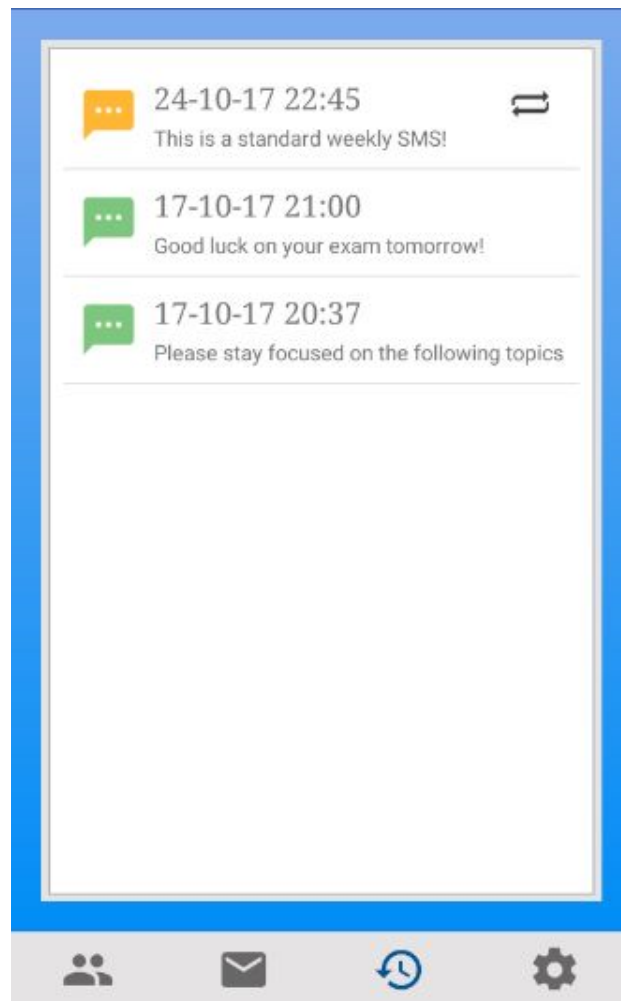 24-10-17 22:45
This is a standard weekly SMS!
17-10-17 21:00
Good luck on your exam tomorrow!
17-10-17 20:37
Please stay focused on the following topics